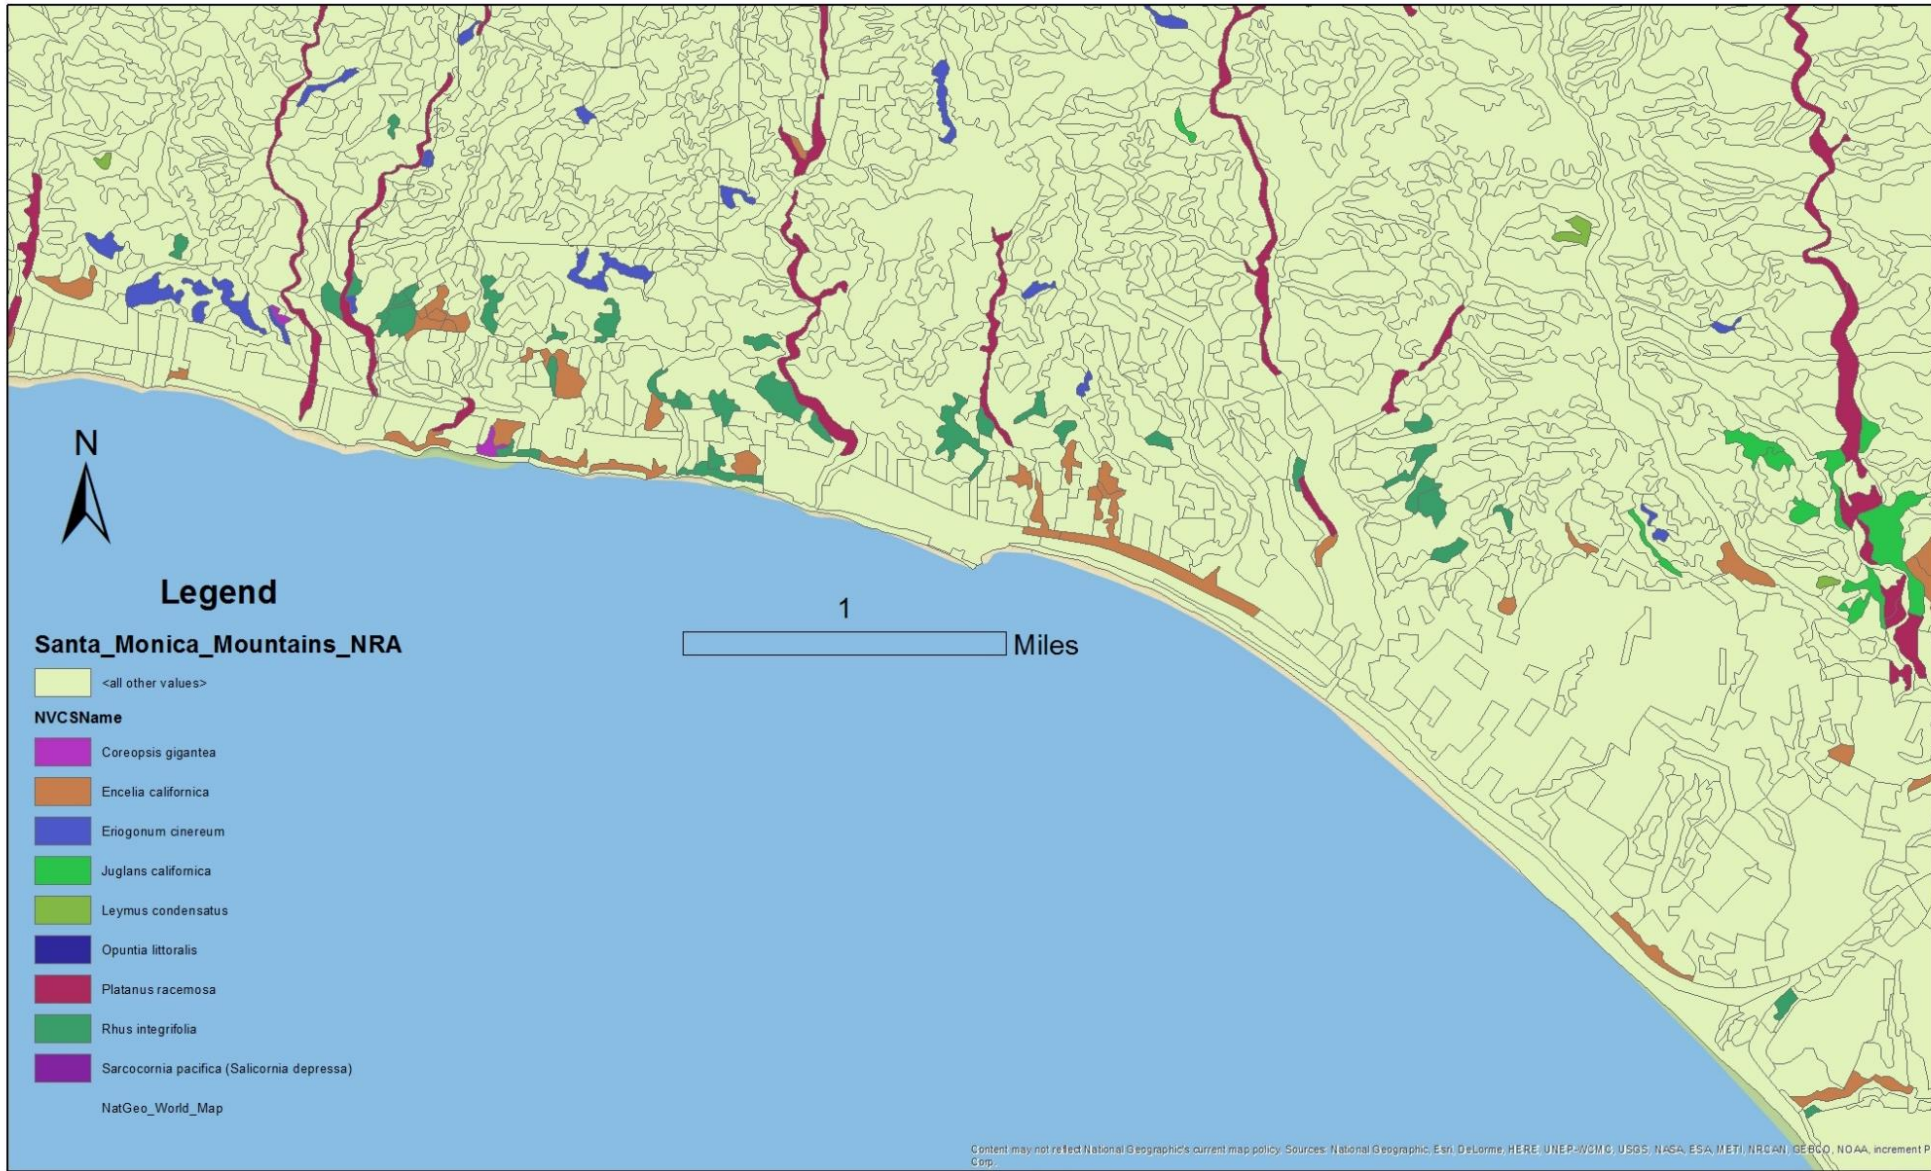 N
Legend
Santa_Monica_Mountains_NRA
<all other values>
NVCSName
Coreopsis gigantea
Encelia californica
Eriogonum cinereum
Juglans californica
Leymus condensatus
Opuntia littoralis
Platanus racemosa
Rhus integrifolia
Sarcocornia pacifica (Salicornia depressa)
NatGeo_World_Map
1
Miles
Content may not reflect National Geographic's current map policy. Sources: National Geographic, Esri, DeLorme, HERE, UNEP-WCMC, USGS, NASA, ESA, METI, NRCAN, GEBCO, NOAA, increment P
Corp.